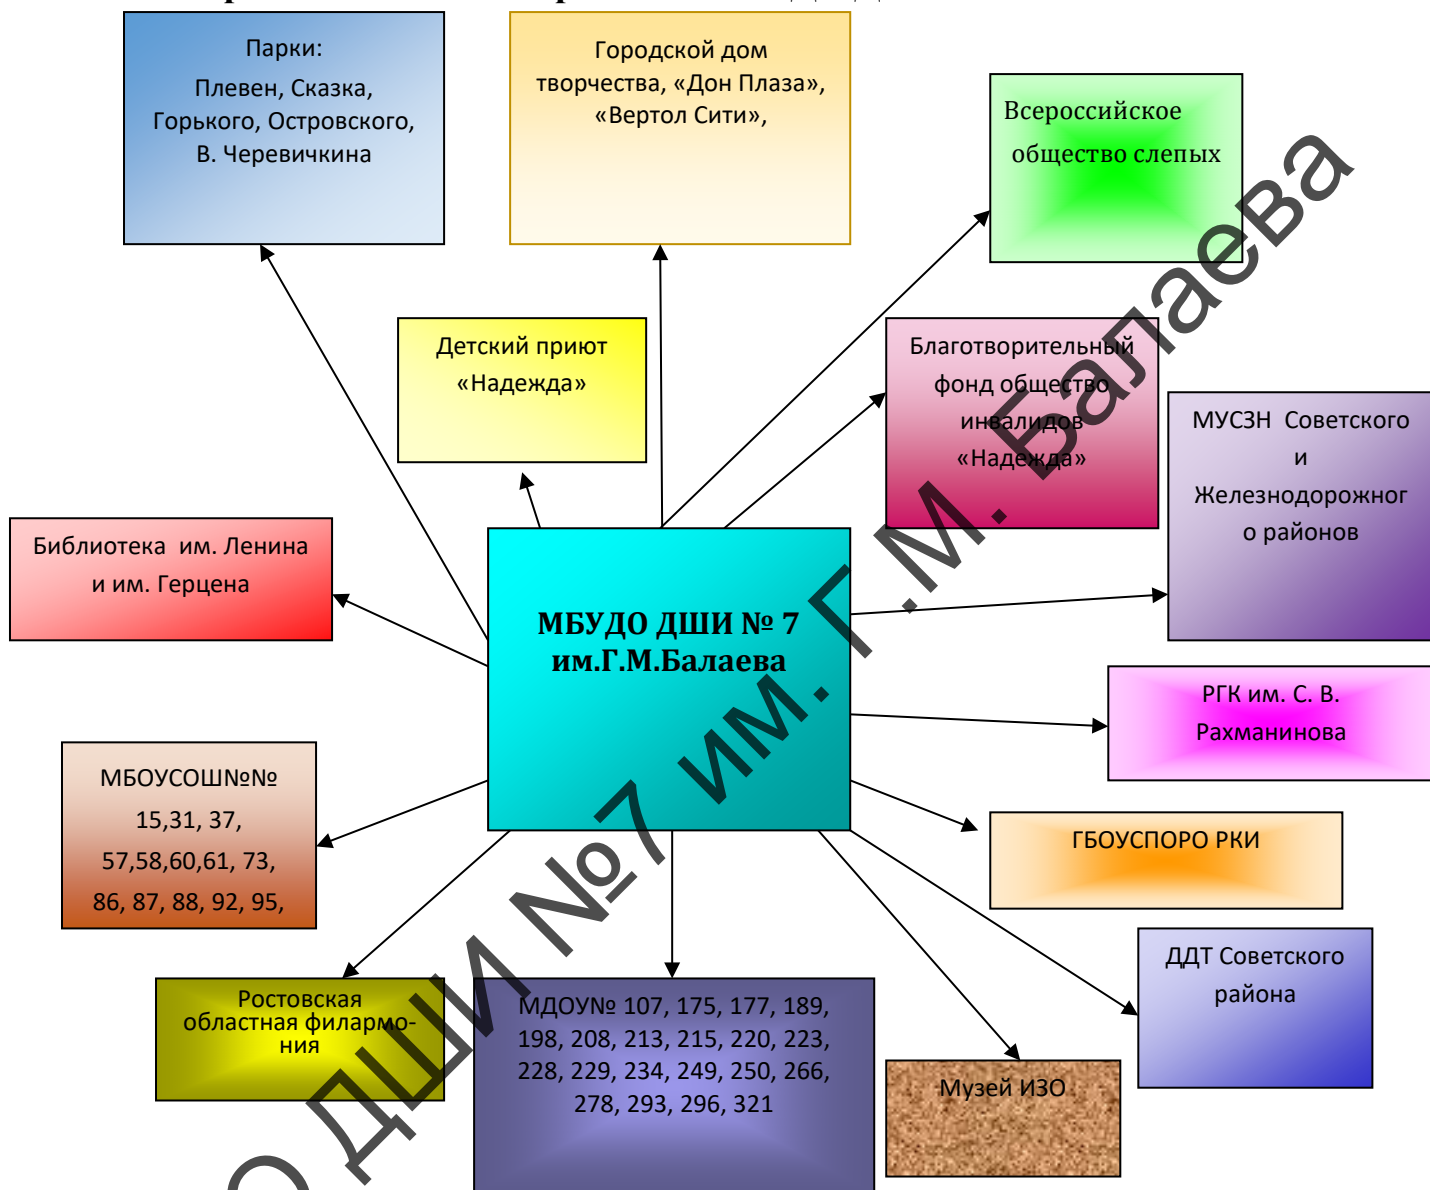 Парки:
Плевен, Сказка,
Горького, Островского,
В. Черевичкина
Городской дом
творчества, «Дон Плаза»,
«Вертол Сити»,
Всероссийское
общество слепых
Детский приют
«Надежда»
Благотворительный
фонд общество
инвалидов
«Надежда»
МУСЗН Советского
и
Железнодорожног
о районов
Библиотека им. Ленина
и им. Герцена
МБУДО ДШИ № 7
им.Г.М.Балаева
РГК им. С. В.
Рахманинова
МБОУСОШ№№
15,31, 37,
57,58,60,61, 73,
86, 87, 88, 92, 95,
ГБОУСПОРО РКИ
ДДТ Советского
района
Ростовская
областная филармо-
ния
МДОУ№ 107, 175, 177, 189,
198, 208, 213, 215, 220, 223,
228, 229, 234, 249, 250, 266,
278, 293, 296, 321
Музей ИЗО
О ДШИ №7 им. Г.М. Балаева